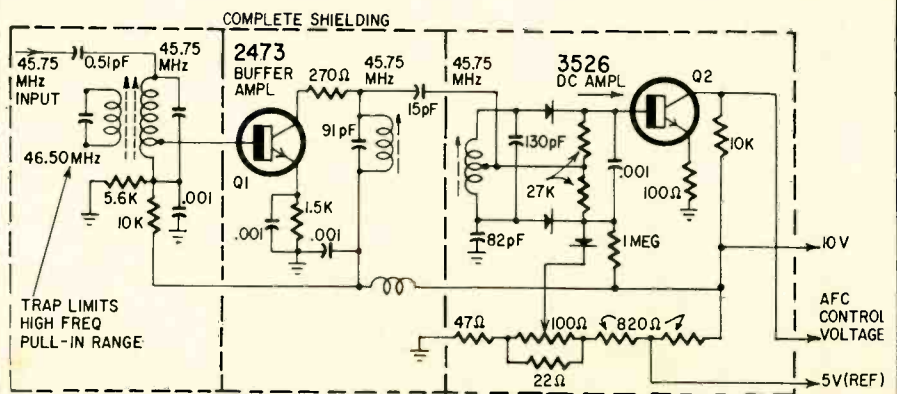 COMPLETE SHIELDING
45.75
MHz
INPUT
0.51pF
45.75
MHz
46.50MHz
5.6K
10K
.001
TRAP LIMITS
HIGH FREQ
PULL-IN RANGE
2473
BUFFER
AMPL
Q1
270Ω
45.75
MHz
91pF
15pF
.001
1.5K
.001
45.75
MHz
3526
DC AMPL
Q2
130pF
27K
.001
100Ω
10K
82pF
1MEG
47Ω
100Ω
820Ω
22Ω
10V
AFC
CONTROL
VOLTAGE
5V(REF)